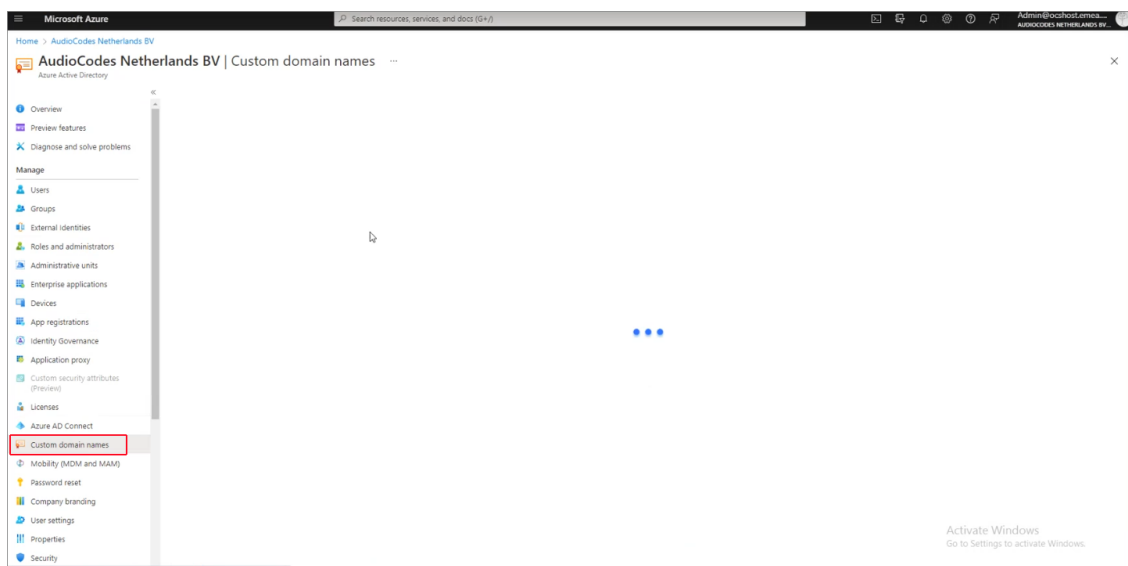 Microsoft Azure
Search resources, services, and docs (G+/)
Admin@ocshost.emea....
AUDIOCODES NETHERLANDS BV...
Home > AudioCodes Netherlands BV
AudioCodes Netherlands BV | Custom domain names ...
Azure Active Directory
«
Overview
Preview features
Diagnose and solve problems
Manage
Users
Groups
External Identities
Roles and administrators
Administrative units
Enterprise applications
Devices
App registrations
Identity Governance
Application proxy
Custom security attributes
(Preview)
Licenses
Azure AD Connect
Custom domain names
Mobility (MDM and MAM)
Password reset
Company branding
User settings
Properties
Security
Activate Windows
Go to Settings to activate Windows.